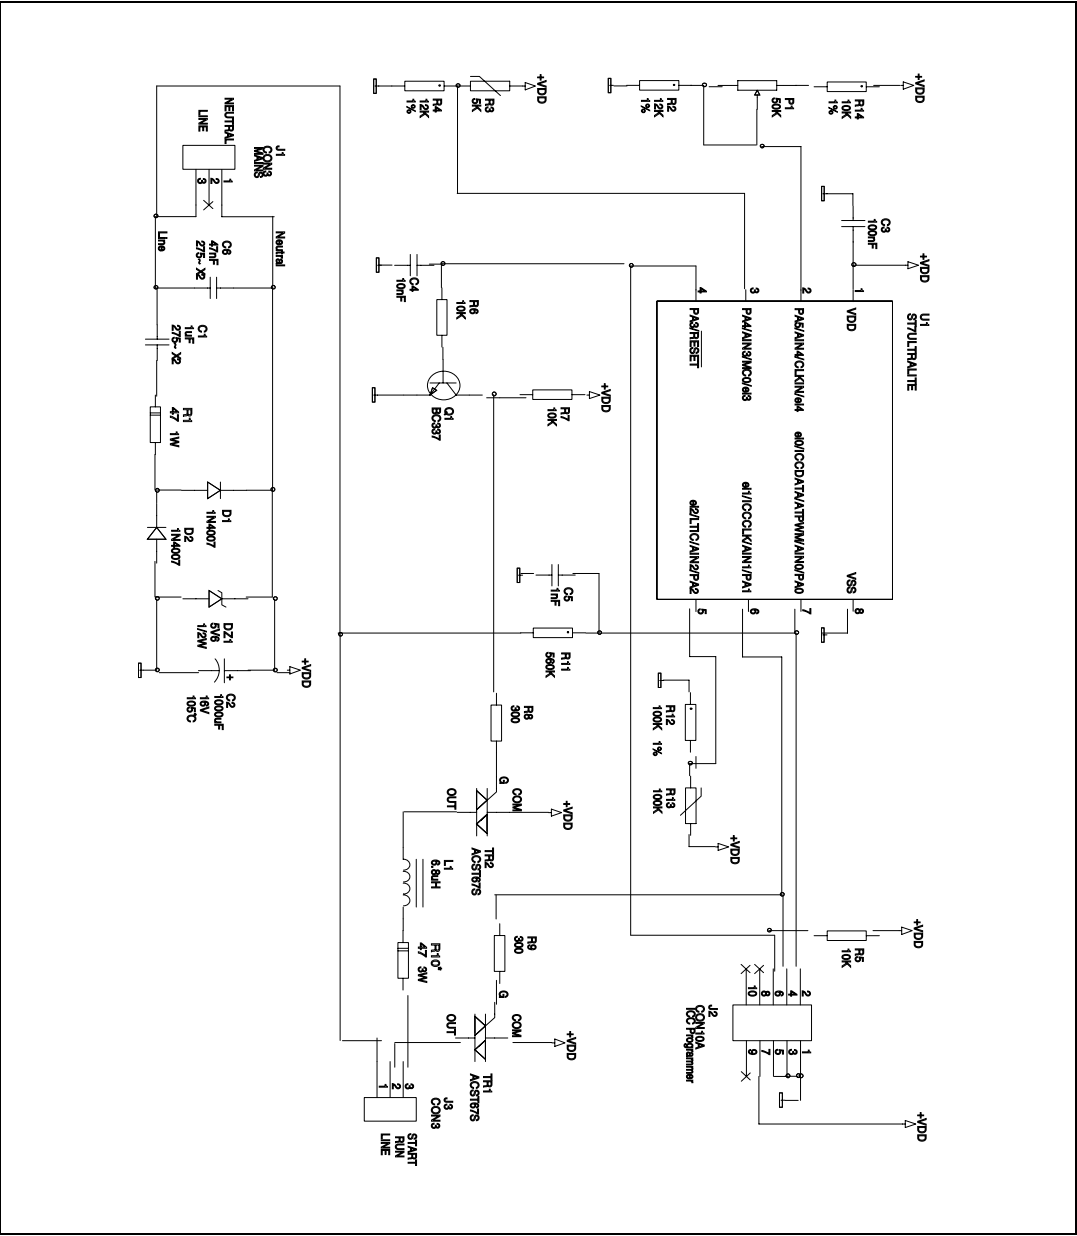 +VDD
R3
5K
R4
12K
1%
+VDD
R14
10K
1%
P1
50K
R2
12K
1%
C3
100nF
+VDD
U1
ST7ULTRALITE
1
VDD
2
PA5/AIN4/CLKIN/ei4
3
PA4/AIN3/MC0/ei3
4
PA3/RESET
VSS
8
ei0/ICCDATA/ATPWM/AIN0/PA0
7
ei1/ICCCLK/AIN1/PA1
6
ei2/LTIC/AIN2/PA2
5
J1
CON3
MAINS
NEUTRAL
LINE
1
2
3
Neutral
Line
C6
47nF
275~ X2
C1
1uF
275~ X2
R1
47 1W
D1
1N4007
D2
1N4007
DZ1
5V6
1/2W
+VDD
C2
1000uF
16V
105℃
+
C4
10nF
R6
10K
Q1
BC337
+VDD
R7
10K
C5
1nF
R11
560K
R12
100K 1%
R13
100K
+VDD
R8
300
G
COM
OUT
+VDD
TR2
ACST67S
L1
6.8uH
R10*
47 3W
R9
300
G
COM
OUT
+VDD
TR1
ACST67S
J3
CON3
3
2
1
START
RUN
LINE
+VDD
R5
10K
2
4
6
8
10
1
3
5
7
9
J2
CON10A
ICC Programmer
+VDD